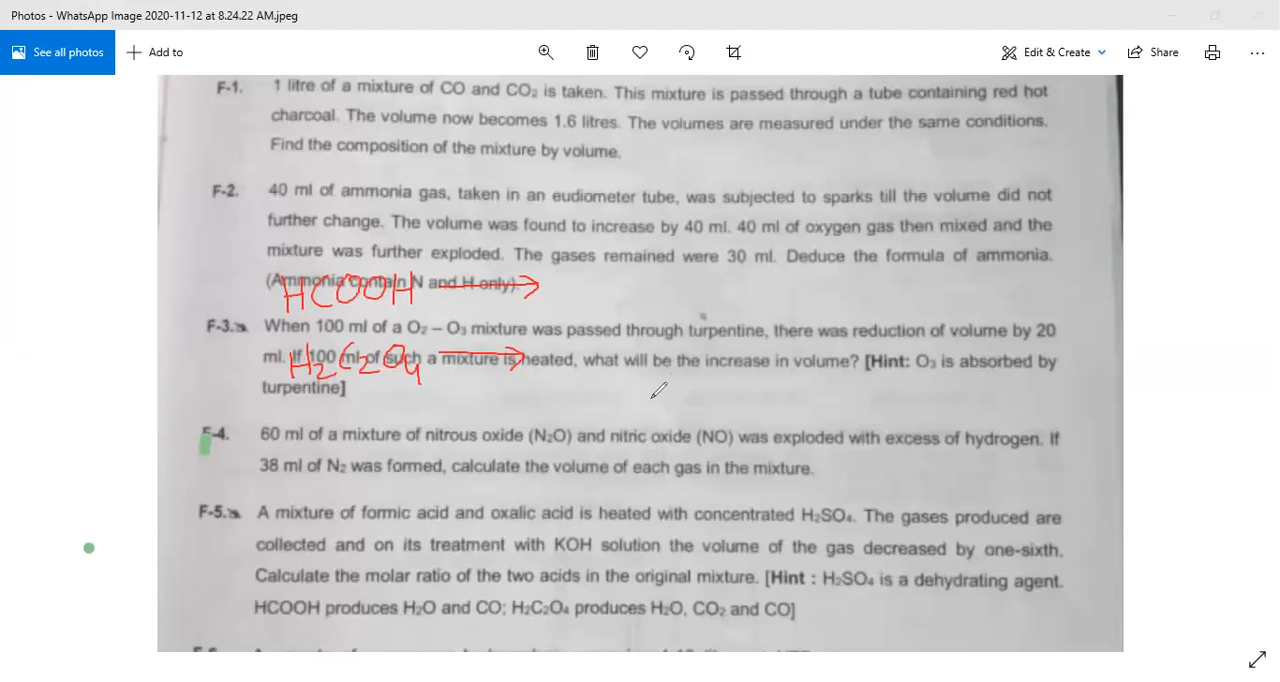 Photos - WhatsApp Image 2020-11-12 at 8.24.22 AM.jpeg
See all photos
Add to
Edit & Create
Share
F-1. 1 litre of a mixture of CO and CO₂ is taken. This mixture is passed through a tube containing red hot
charcoal. The volume now becomes 1.6 litres. The volumes are measured under the same conditions.
Find the composition of the mixture by volume.
F-2. 40 ml of ammonia gas, taken in an eudiometer tube, was subjected to sparks till the volume did not
further change. The volume was found to increase by 40 ml. 40 ml of oxygen gas then mixed and the
mixture was further exploded. The gases remained were 30 ml. Deduce the formula of ammonia.
(Ammonia contain N and H only).
HCOOH →
F-3. When 100 ml of a O₂ – O₃ mixture was passed through turpentine, there was reduction of volume by 20
ml. If 100 ml of such a mixture is heated, what will be the increase in volume? [Hint: O₃ is absorbed by
H₂C₂O₄ →
turpentine]
F-4. 60 ml of a mixture of nitrous oxide (N₂O) and nitric oxide (NO) was exploded with excess of hydrogen. If
38 ml of N₂ was formed, calculate the volume of each gas in the mixture.
F-5. A mixture of formic acid and oxalic acid is heated with concentrated H₂SO₄. The gases produced are
collected and on its treatment with KOH solution the volume of the gas decreased by one-sixth.
Calculate the molar ratio of the two acids in the original mixture. [Hint : H₂SO₄ is a dehydrating agent.
HCOOH produces H₂O and CO; H₂C₂O₄ produces H₂O, CO₂ and CO]